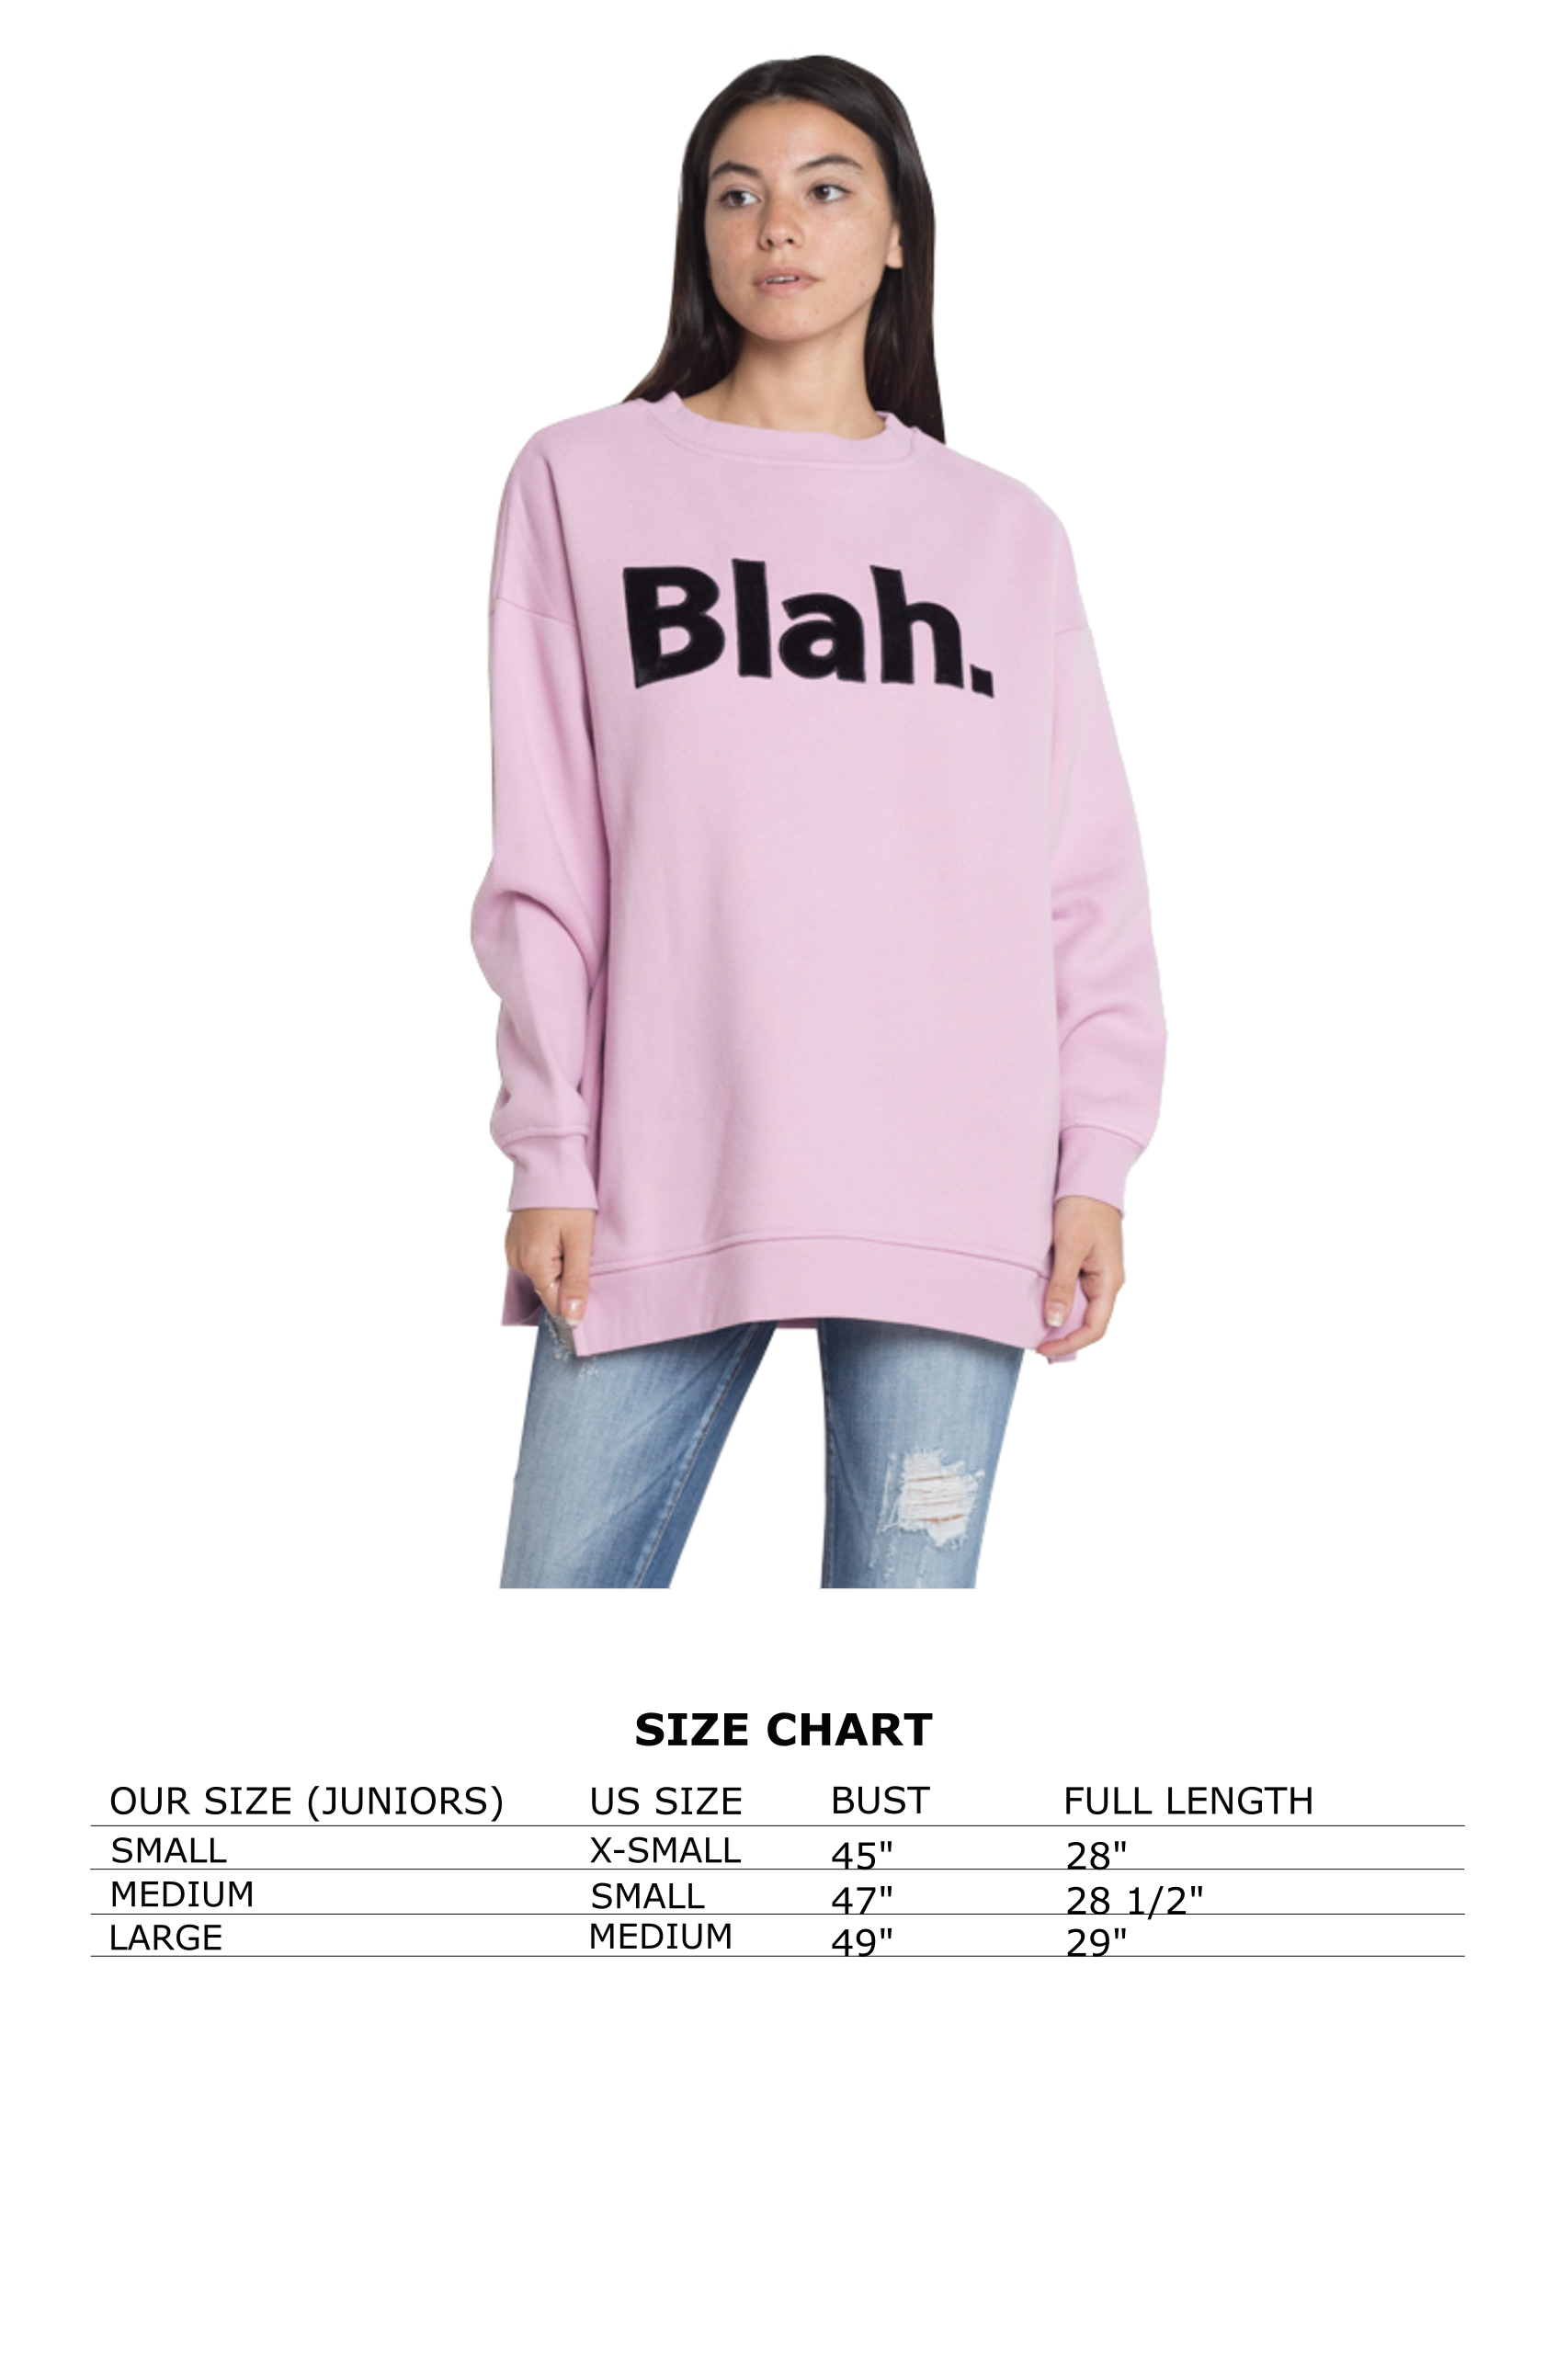 Blah.
SIZE CHART
OUR SIZE (JUNIORS) US SIZE BUST FULL LENGTH
SMALL X-SMALL 45" 28"
MEDIUM SMALL 47" 28 1/2"
LARGE MEDIUM 49" 29"